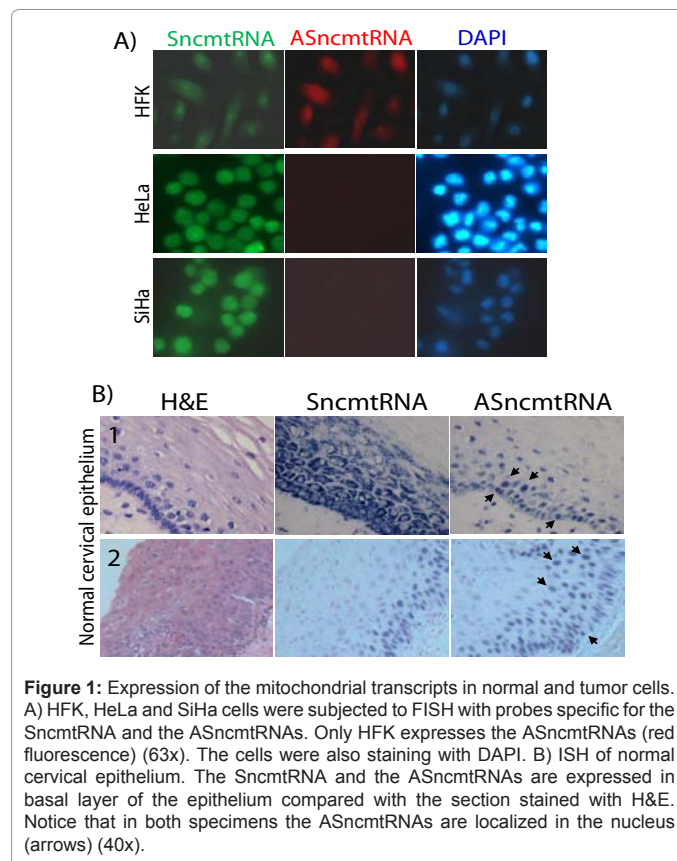 A)
SncmtRNA ASncmtRNA DAPI
HFK
HeLa
SiHa
B)
H&E SncmtRNA ASncmtRNA
Normal cervical epithelium
1
2
Figure 1: Expression of the mitochondrial transcripts in normal and tumor cells.
A) HFK, HeLa and SiHa cells were subjected to FISH with probes specific for the
SncmtRNA and the ASncmtRNAs. Only HFK expresses the ASncmtRNAs (red
fluorescence) (63x). The cells were also staining with DAPI. B) ISH of normal
cervical epithelium. The SncmtRNA and the ASncmtRNAs are expressed in
basal layer of the epithelium compared with the section stained with H&E.
Notice that in both specimens the ASncmtRNAs are localized in the nucleus
(arrows) (40x).